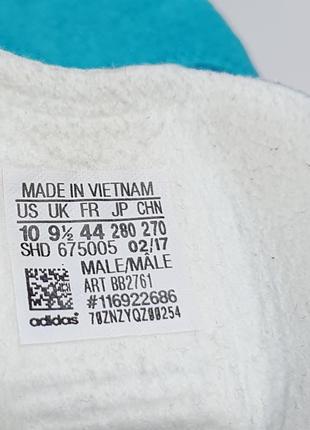 MADE IN VIETNAM
US UK FR JP CHN
10 9½ 44 280 270
SHD 675005 02/17
MALE/MÂLE
ART BB2761
#116922686
adidas 70ZNZYQZ00254